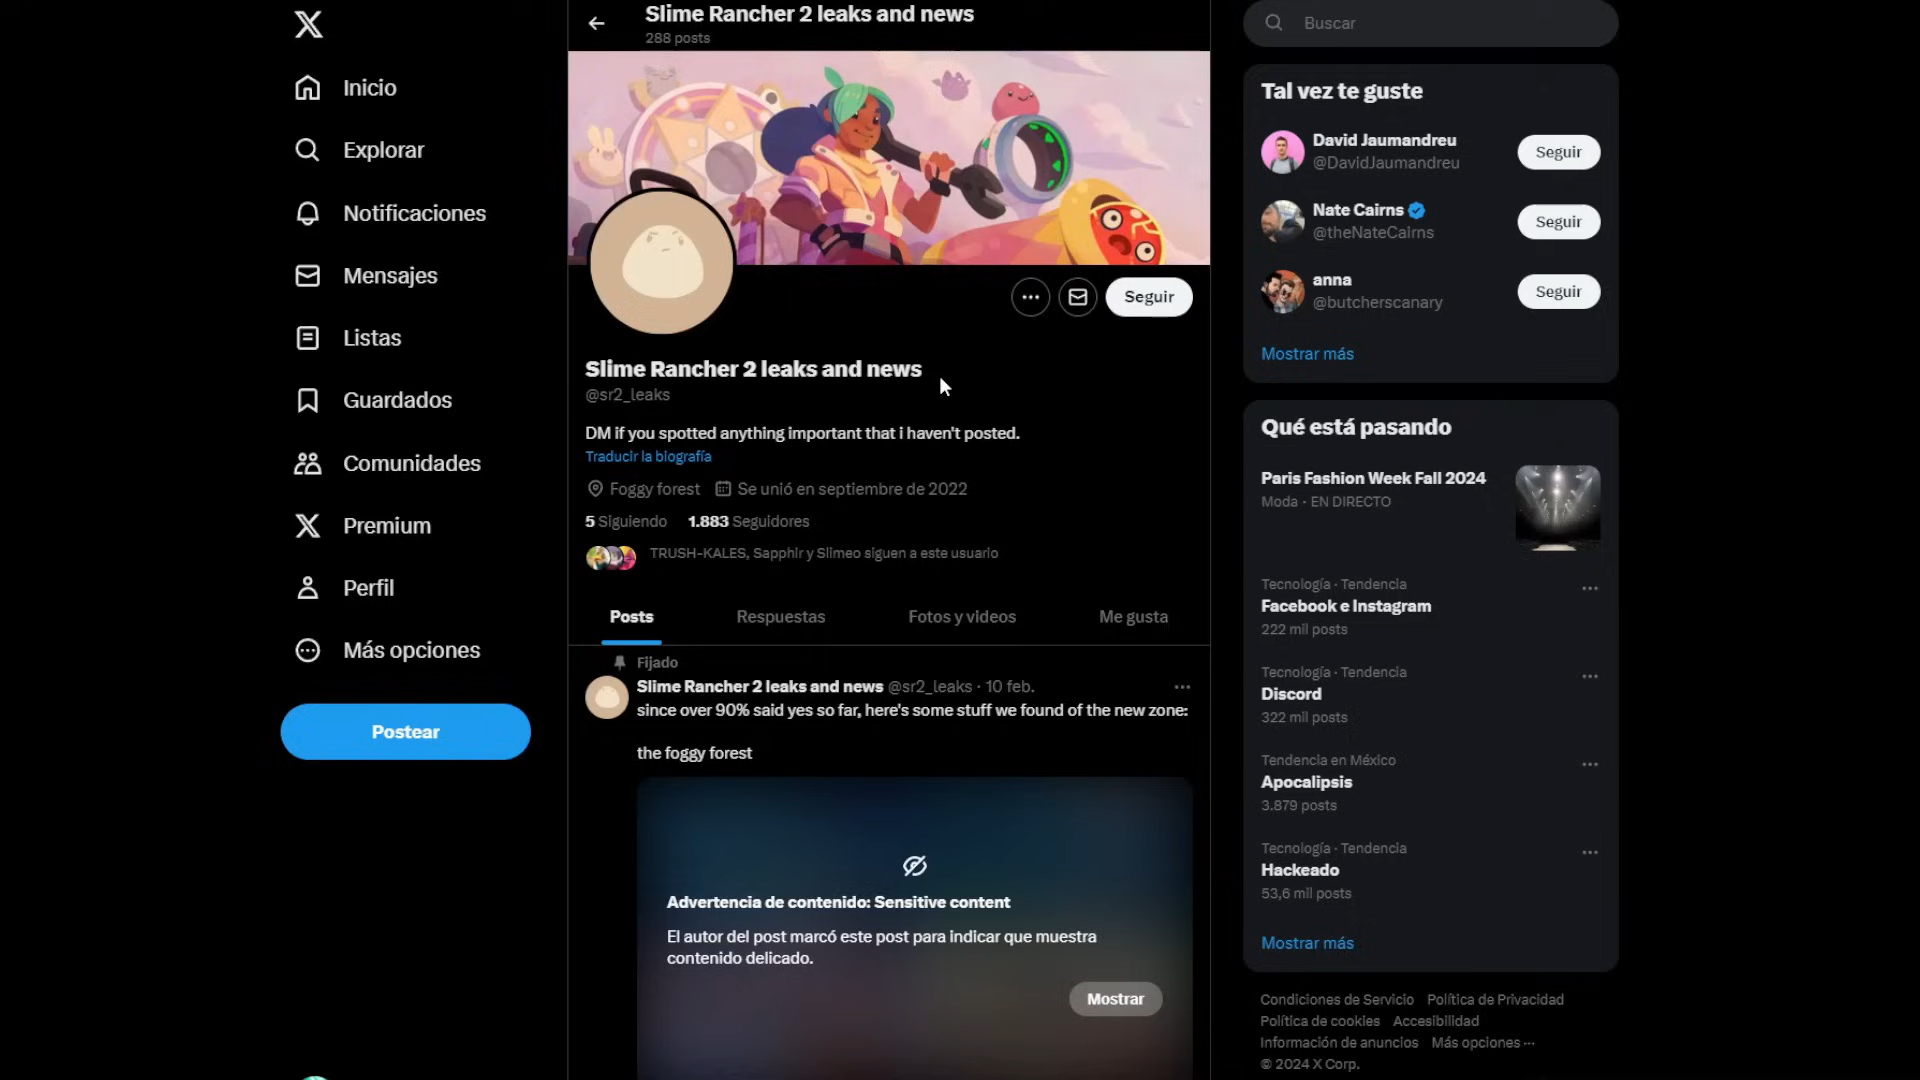 Inicio
Explorar
Notificaciones
Mensajes
Listas
Guardados
Comunidades
Premium
Perfil
Más opciones
Postear
Slime Rancher 2 leaks and news
288 posts
Seguir
Slime Rancher 2 leaks and news
@sr2_leaks
DM if you spotted anything important that i haven't posted.
Traducir la biografía
Foggy forest Se unió en septiembre de 2022
5 Siguiendo 1.883 Seguidores
TRUSH-KALES, Sapphir y Slimeo siguen a este usuario
Posts Respuestas Fotos y videos Me gusta
Fijado
Slime Rancher 2 leaks and news @sr2_leaks · 10 feb.
since over 90% said yes so far, here's some stuff we found of the new zone:
the foggy forest
Advertencia de contenido: Sensitive content
El autor del post marcó este post para indicar que muestra
contenido delicado.
Mostrar
Buscar
Tal vez te guste
David Jaumandreu
@DavidJaumandreu
Seguir
Nate Cairns
@theNateCairns
Seguir
anna
@butcherscanary
Seguir
Mostrar más
Qué está pasando
Paris Fashion Week Fall 2024
Moda · EN DIRECTO
Tecnología · Tendencia
Facebook e Instagram
222 mil posts
Tecnología · Tendencia
Discord
322 mil posts
Tendencia en México
Apocalipsis
3.879 posts
Tecnología · Tendencia
Hackeado
53,6 mil posts
Mostrar más
Condiciones de Servicio Política de Privacidad
Política de cookies Accesibilidad
Información de anuncios Más opciones ···
© 2024 X Corp.